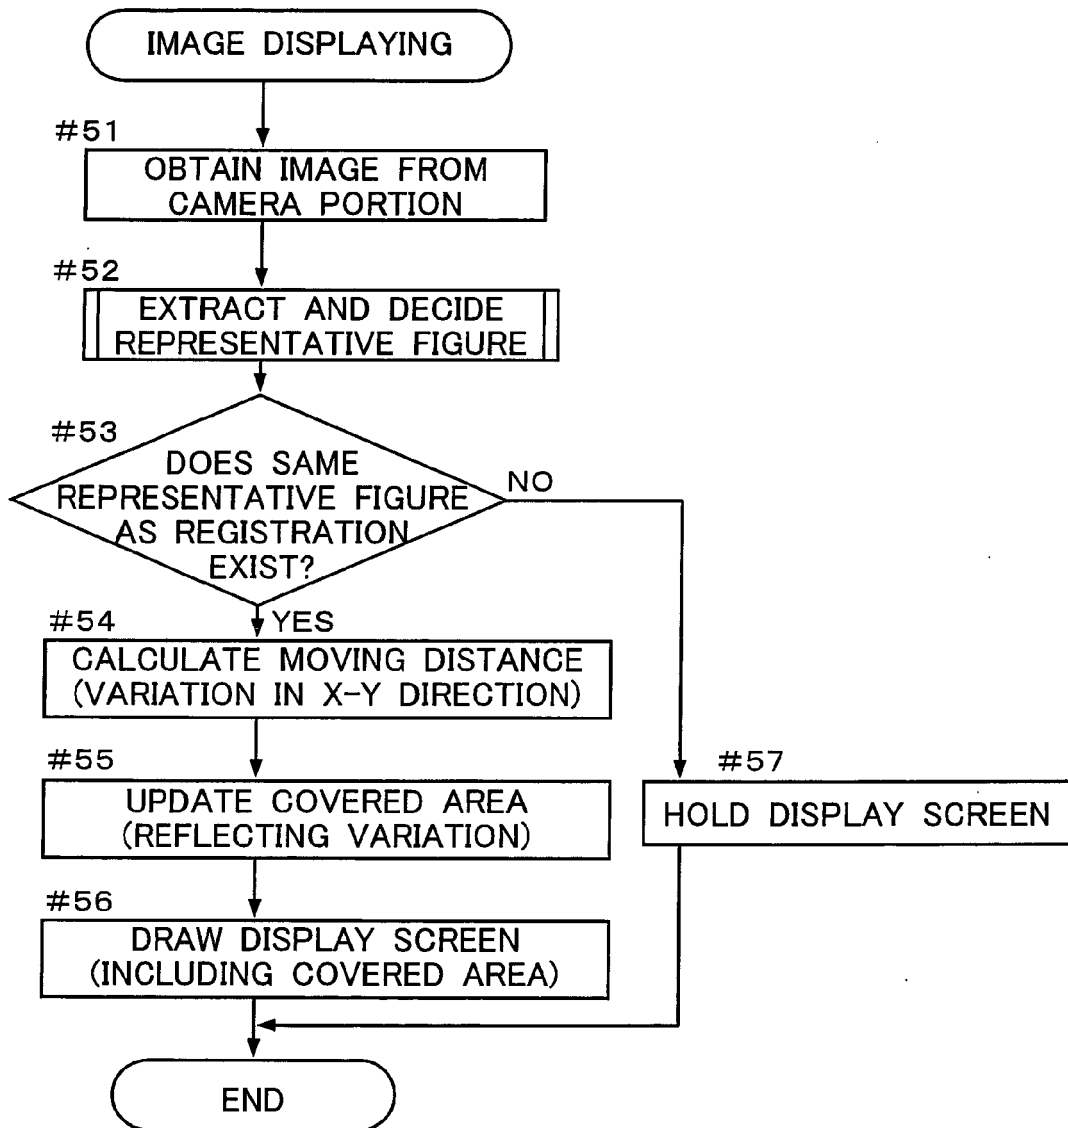 IMAGE DISPLAYING
#51
OBTAIN IMAGE FROM
CAMERA PORTION
#52
EXTRACT AND DECIDE
REPRESENTATIVE FIGURE
#53
DOES SAME
REPRESENTATIVE FIGURE
AS REGISTRATION
EXIST?
NO
YES
#54
CALCULATE MOVING DISTANCE
(VARIATION IN X-Y DIRECTION)
#55
UPDATE COVERED AREA
(REFLECTING VARIATION)
#57
HOLD DISPLAY SCREEN
#56
DRAW DISPLAY SCREEN
(INCLUDING COVERED AREA)
END